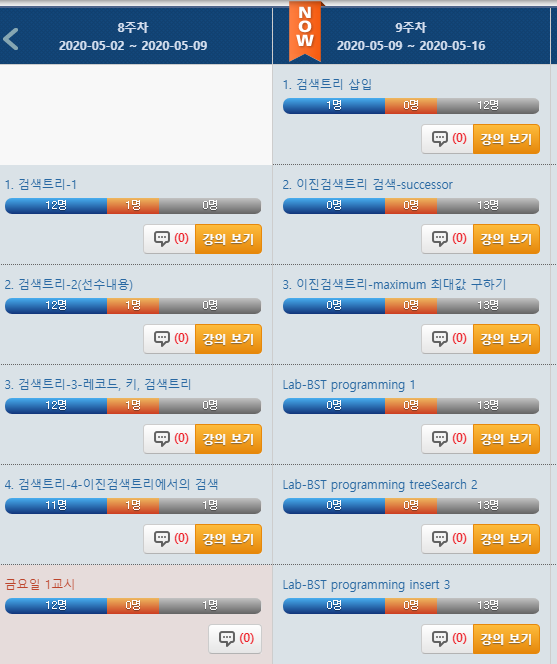 8주차
2020-05-02 ~ 2020-05-09
NOW
9주차
2020-05-09 ~ 2020-05-16
1. 검색트리-1
12명 1명 0명
(0) 강의 보기
2. 검색트리-2(선수내용)
12명 1명 0명
(0) 강의 보기
3. 검색트리-3-레코드, 키, 검색트리
12명 1명 0명
(0) 강의 보기
4. 검색트리-4-이진검색트리에서의 검색
11명 1명 1명
(0) 강의 보기
금요일 1교시
12명 0명 1명
(0)
1. 검색트리 삽입
1명 0명 12명
(0) 강의 보기
2. 이진검색트리 검색-successor
0명 0명 13명
(0) 강의 보기
3. 이진검색트리-maximum 최대값 구하기
0명 0명 13명
(0) 강의 보기
Lab-BST programming 1
0명 0명 13명
(0) 강의 보기
Lab-BST programming treeSearch 2
0명 0명 13명
(0) 강의 보기
Lab-BST programming insert 3
0명 0명 13명
(0) 강의 보기